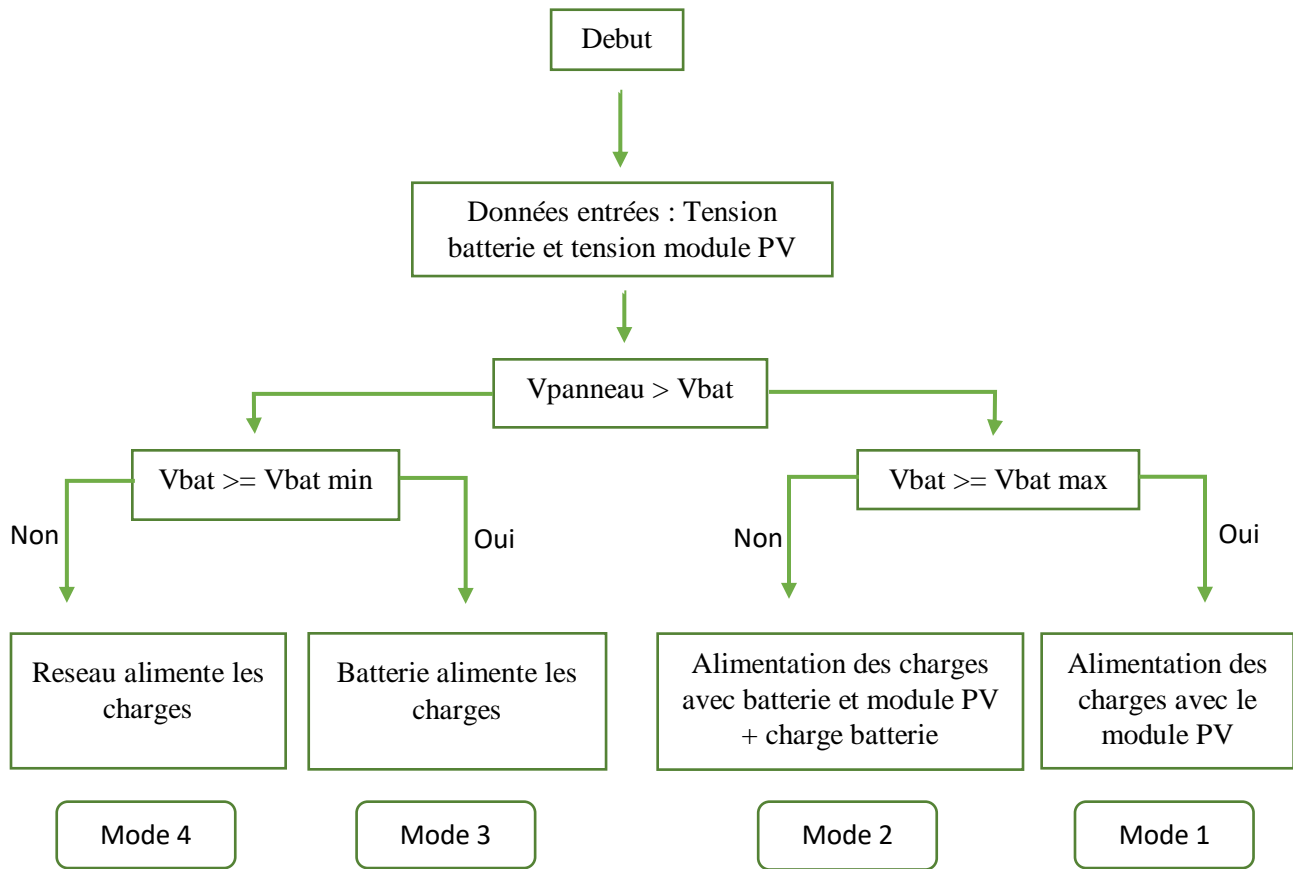 Debut
Données entrées : Tension
batterie et tension module PV
Vpanneau > Vbat
Vbat >= Vbat min
Vbat >= Vbat max
Non
Oui
Non
Oui
Reseau alimente les
charges
Batterie alimente les
charges
Alimentation des charges
avec batterie et module PV
+ charge batterie
Alimentation des
charges avec le
module PV
Mode 4
Mode 3
Mode 2
Mode 1